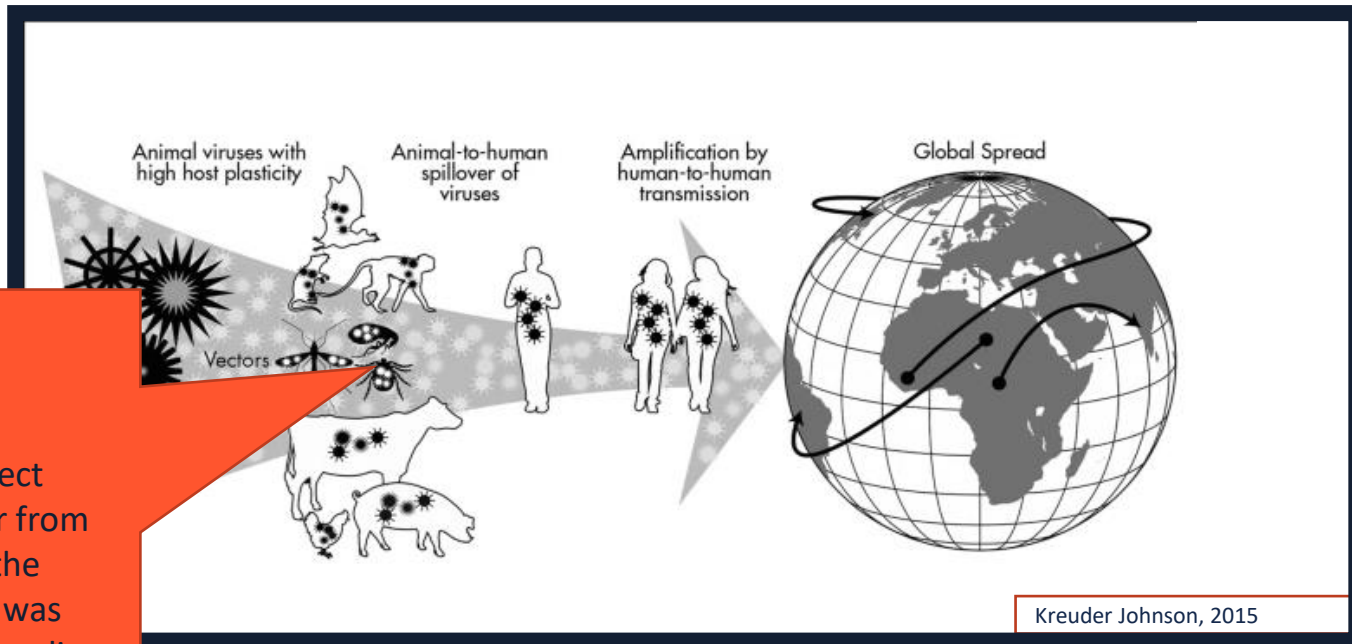 Animal viruses with
high host plasticity
Animal-to-human
spillover of
viruses
Amplification by
human-to-human
transmission
Global Spread
Vectors
r from
the
was
Kreuder Johnson, 2015